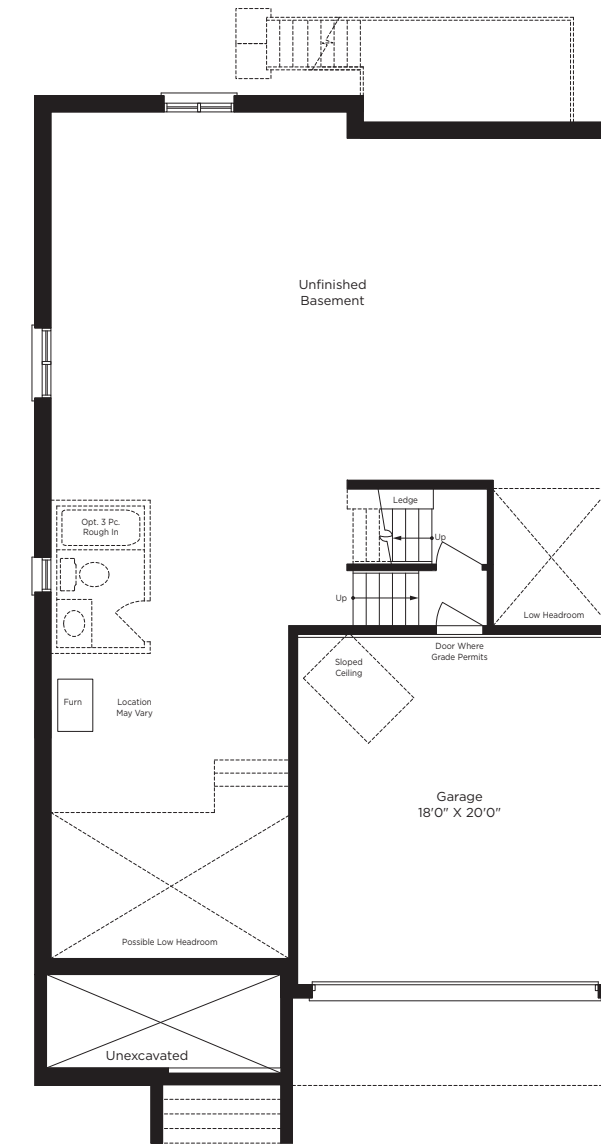 Unfinished
Basement
Opt. 3 Pc.
Rough In
Ledge
Up
Up
Low Headroom
Door Where
Grade Permits
Sloped
Ceiling
Furn
Location
May Vary
Garage
18'0" X 20'0"
Possible Low Headroom
Unexcavated